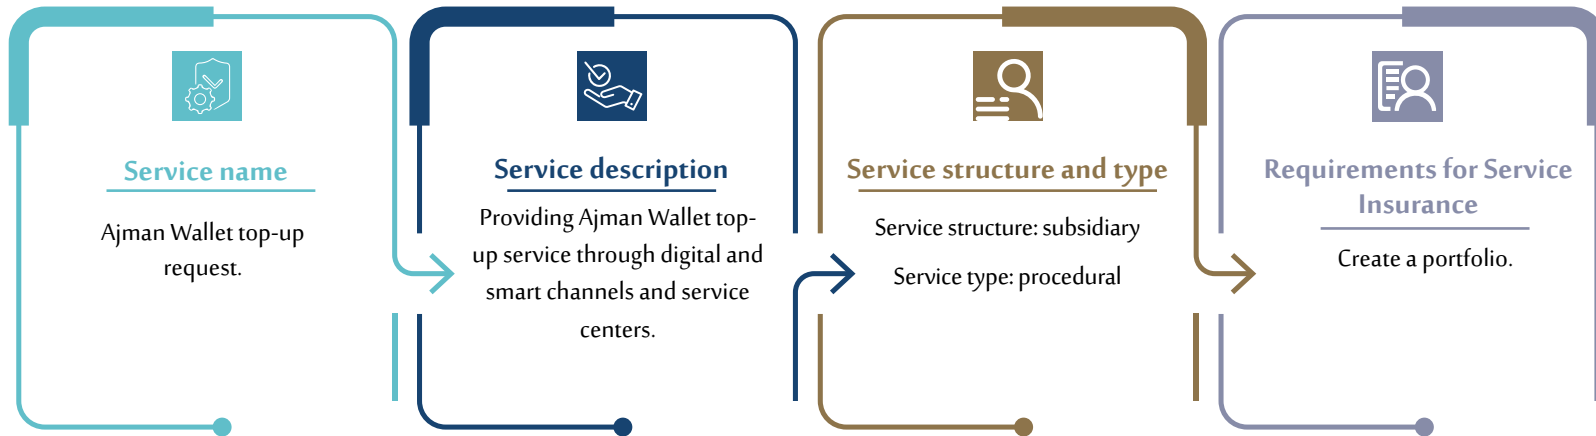 Service name
Ajman Wallet top-up
request.
Service description
Providing Ajman Wallet top-
up service through digital and
smart channels and service
centers.
Service structure and type
Service structure: subsidiary
Service type: procedural
Requirements for Service
Insurance
Create a portfolio.